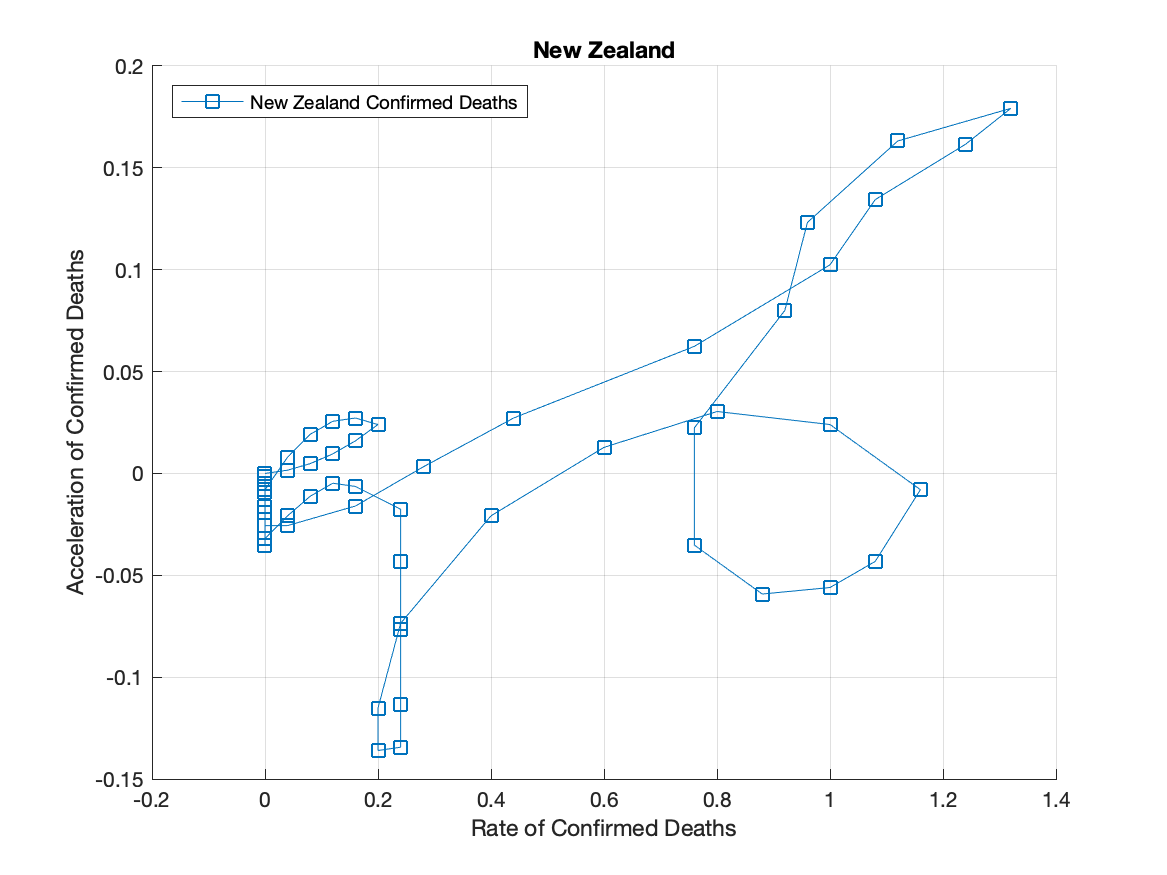 New Zealand
New Zealand Confirmed Deaths
0.2
0.15
0.1
0.05
0
-0.05
-0.1
-0.15
Acceleration of Confirmed Deaths
-0.2 0 0.2 0.4 0.6 0.8 1 1.2 1.4
Rate of Confirmed Deaths